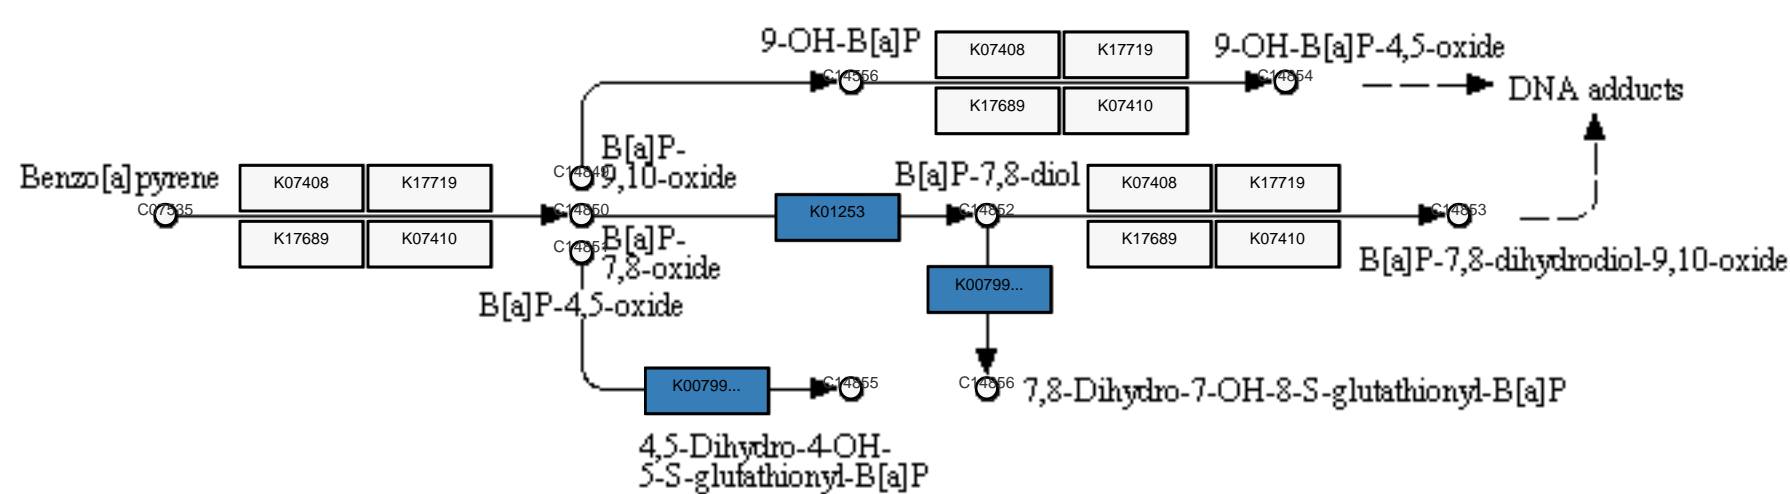 9-OH-B[a]P
K07408
K17719
9-OH-B[a]P-4,5-oxide
C14556
C14854
K17689
K07410
DNA adducts
B[a]P-
9,10-oxide
C14849
Benzo[a]pyrene
K07408
K17719
B[a]P-7,8-diol
K07408
K17719
C07535
C14850
K01253
C14852
C14853
K17689
K07410
C14851
B[a]P-
7,8-oxide
K17689
K07410
B[a]P-7,8-dihydrodiol-9,10-oxide
B[a]P-4,5-oxide
K00799...
K00799...
C14855
C14856
7,8-Dihydro-7-OH-8-S-glutathionyl-B[a]P
4,5-Dihydro-4-OH-
5-S-glutathionyl-B[a]P